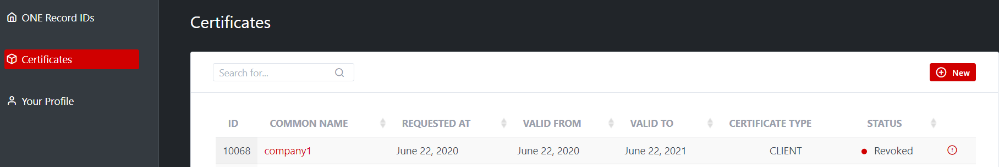 ONE Record IDs
Certificates
Your Profile
Certificates
Search for...
New
ID COMMON NAME REQUESTED AT VALID FROM VALID TO CERTIFICATE TYPE STATUS
10068 company1 June 22, 2020 June 22, 2020 June 22, 2021 CLIENT Revoked